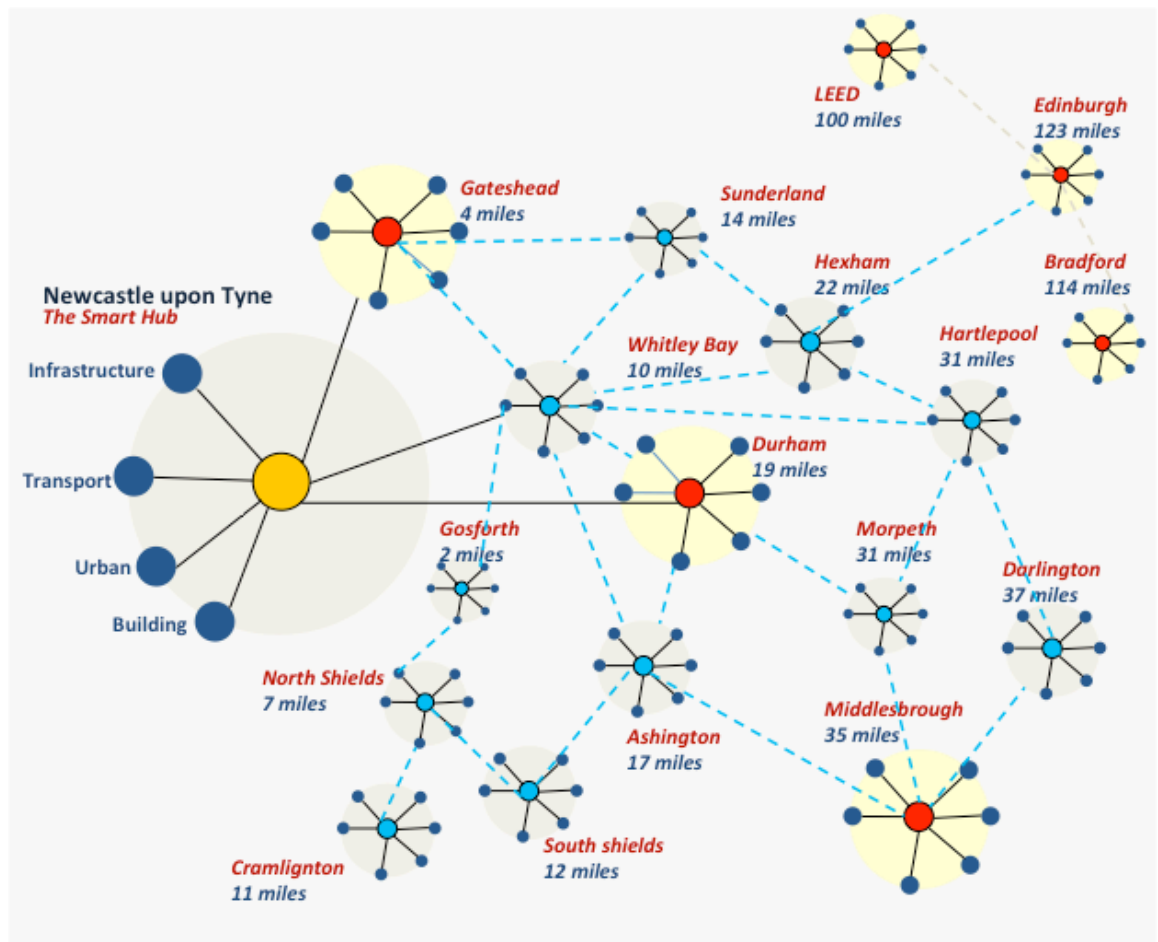 LEED
100 miles
Edinburgh
123 miles
Gateshead
4 miles
Sunderland
14 miles
Hexham
22 miles
Bradford
114 miles
Newcastle upon Tyne
The Smart Hub
Whitley Bay
10 miles
Hartlepool
31 miles
Infrastructure
Transport
Urban
Building
Durham
19 miles
Gosforth
2 miles
Morpeth
31 miles
Darlington
37 miles
North Shields
7 miles
Ashington
17 miles
Middlesbrough
35 miles
Cramlignton
11 miles
South shields
12 miles